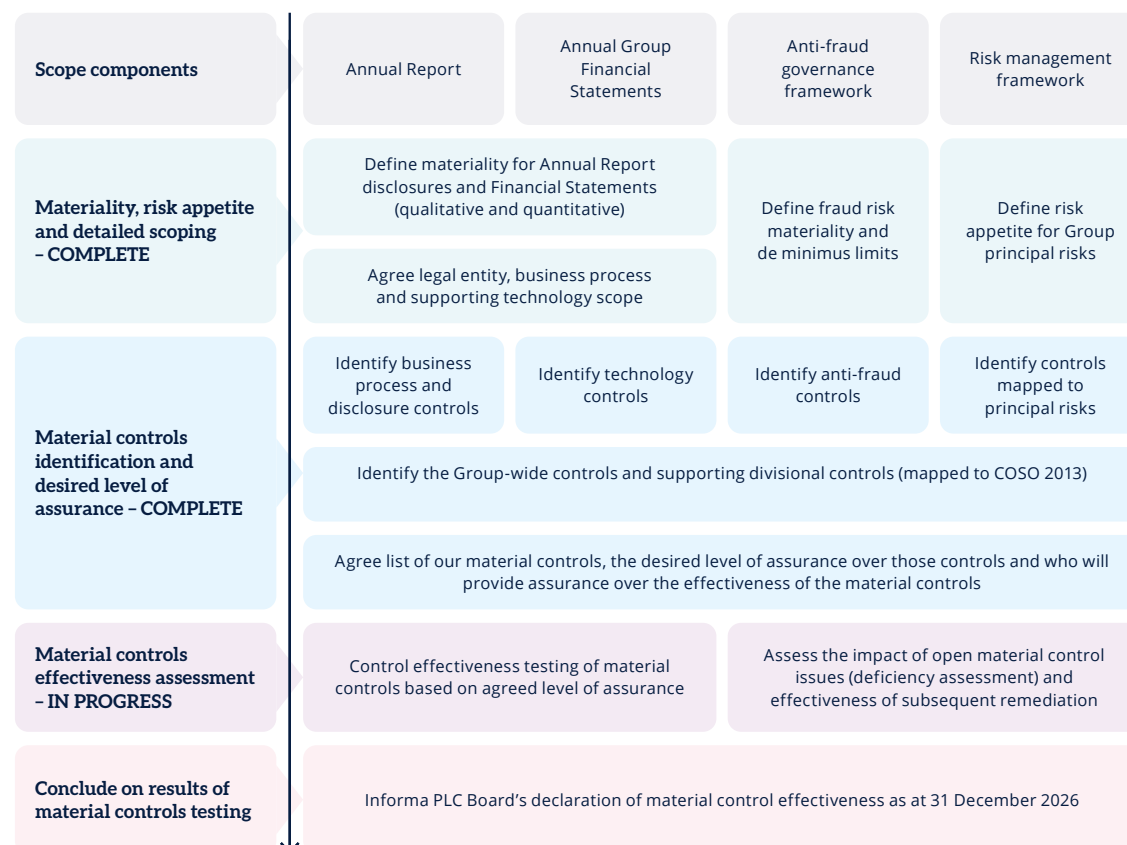 Scope components
Annual Report
Annual Group
Financial
Statements
Anti-fraud
governance
framework
Risk management
framework
Materiality, risk appetite
and detailed scoping
– COMPLETE
Define materiality for Annual Report
disclosures and Financial Statements
(qualitative and quantitative)
Agree legal entity, business process
and supporting technology scope
Define fraud risk
materiality and
de minimus limits
Define risk
appetite for Group
principal risks
Material controls
identification and
desired level of
assurance – COMPLETE
Identify business
process and
disclosure controls
Identify technology
controls
Identify anti-fraud
controls
Identify controls
mapped to
principal risks
Identify the Group-wide controls and supporting divisional controls (mapped to COSO 2013)
Agree list of our material controls, the desired level of assurance over those controls and who will
provide assurance over the effectiveness of the material controls
Material controls
effectiveness assessment
– IN PROGRESS
Control effectiveness testing of material
controls based on agreed level of assurance
Assess the impact of open material control
issues (deficiency assessment) and
effectiveness of subsequent remediation
Conclude on results of
material controls testing
Informa PLC Board’s declaration of material control effectiveness as at 31 December 2026